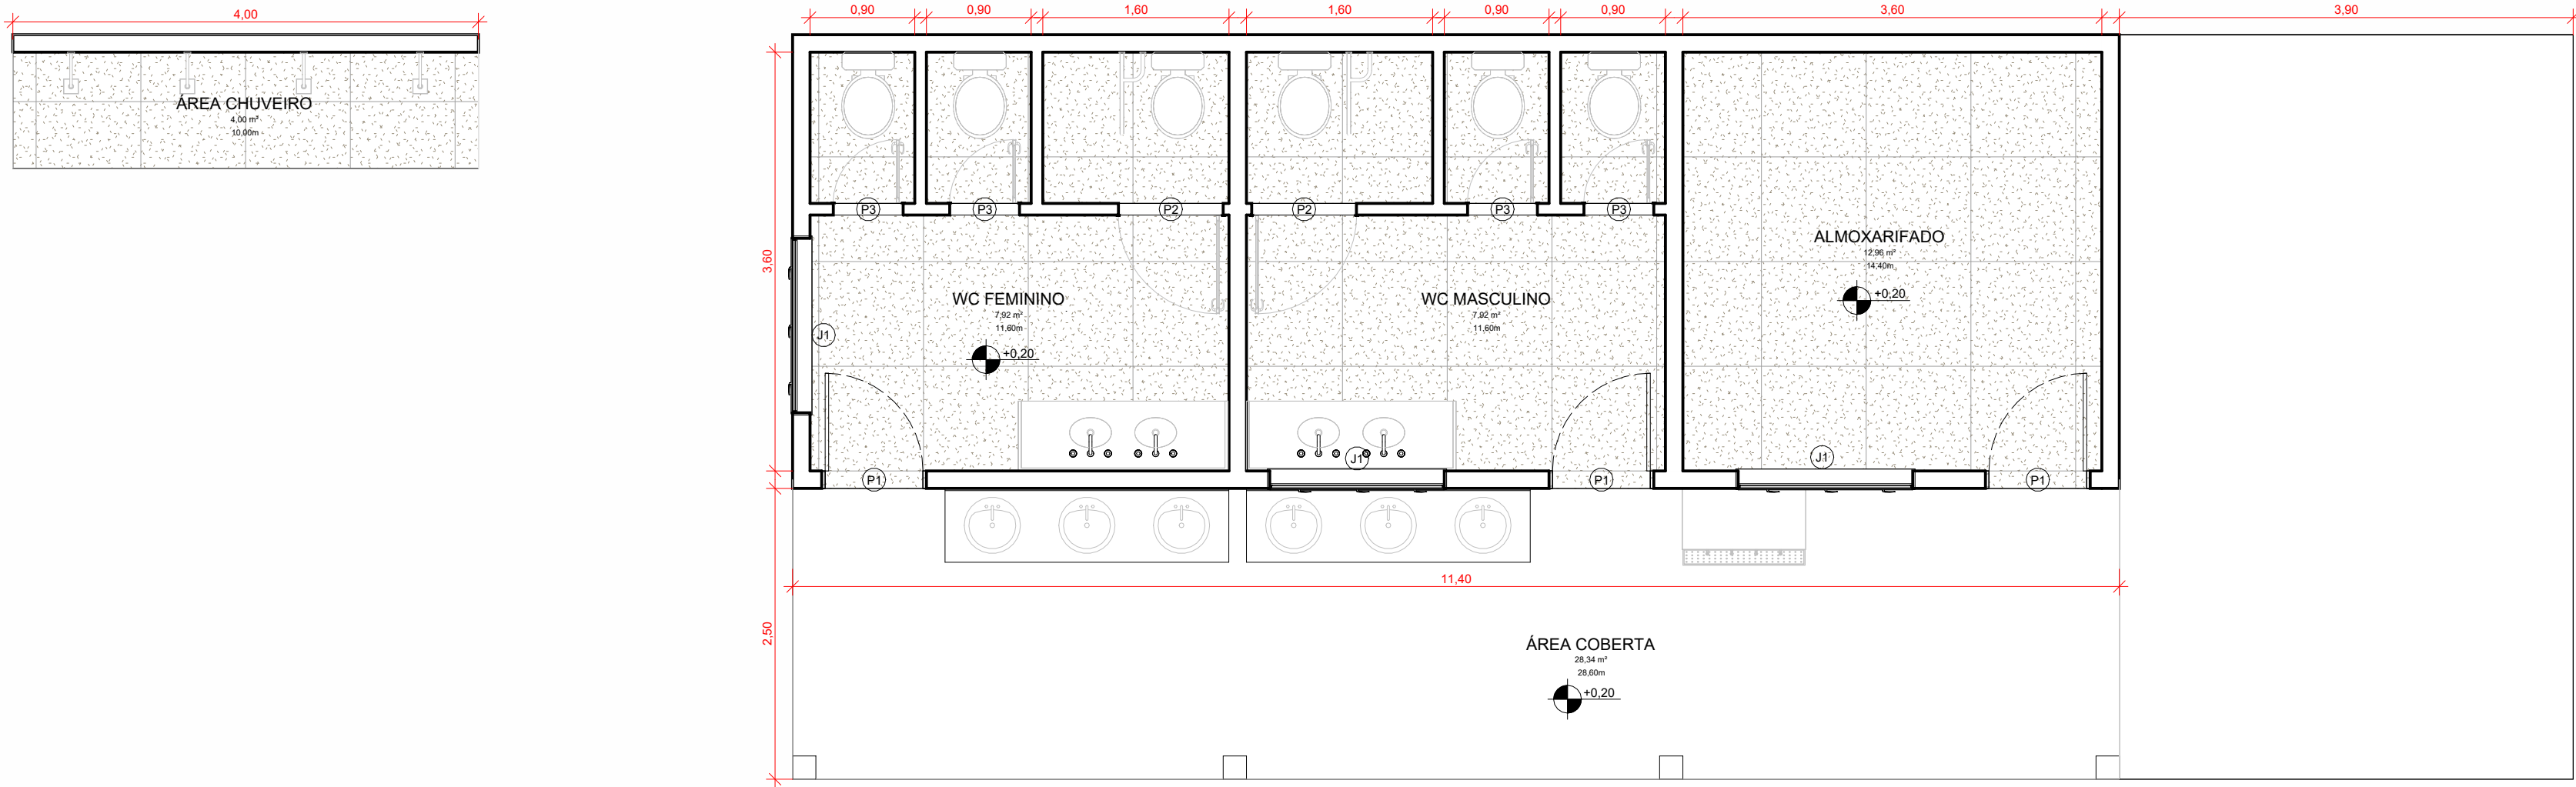 4,00
0,90
0,90
1,60
1,60
0,90
0,90
3,60
3,90
ÁREA CHUVEIRO
4,00 m²
10,00m
P3
P3
P2
P2
P3
P3
3,60
ALMOXARIFADO
12,96 m²
14,40m
+0,20
WC FEMININO
7,92 m²
11,60m
+0,20
WC MASCULINO
7,92 m²
11,60m
J1
J1
J1
P1
P1
P1
11,40
2,50
ÁREA COBERTA
28,34 m²
28,60m
+0,20